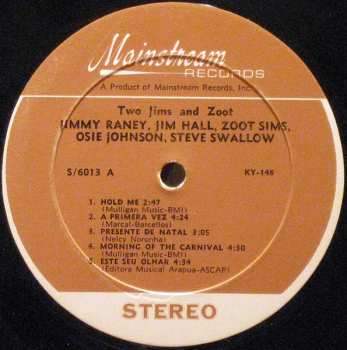 Mainstream
RECORDS
A Product of Mainstream Records, Inc.
Two Jims and Zoot
JIMMY RANEY, JIM HALL, ZOOT SIMS,
OSIE JOHNSON, STEVE SWALLOW
S/6013 A KY-146
1. HOLD ME 2:47
(Mulligan Music-BMI)
2. A PRIMERA VEZ 4:24
(Marcal-Barcellos)
3. PRESENTE DE NATAL 3:05
(Nelcy Noronha)
4. MORNING OF THE CARNIVAL 4:30
(Mulligan Music-BMI)
5. ESTE SEU OLHAR 4:34
(Editora Musical Arapua-ASCAP)
STEREO